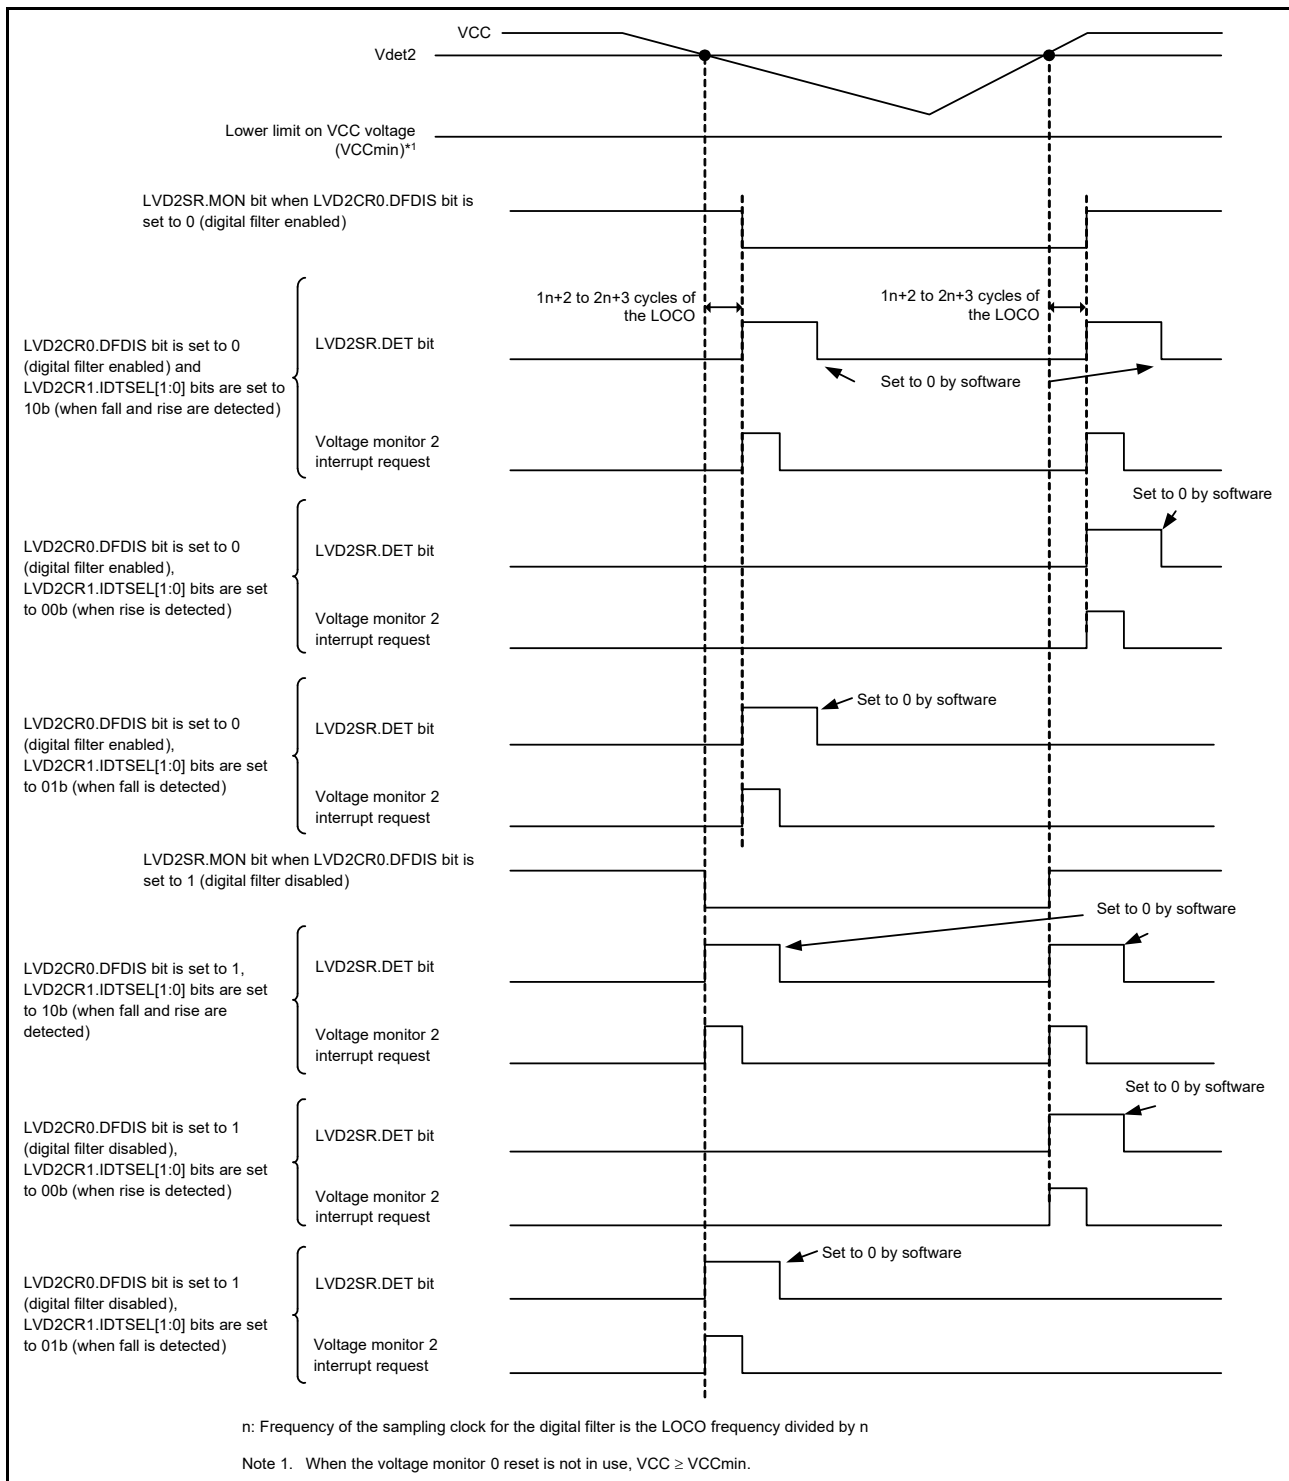 VCC
Vdet2
Lower limit on VCC voltage
(VCCmin)*1
LVD2SR.MON bit when LVD2CR0.DFDIS bit is
set to 0 (digital filter enabled)
1n+2 to 2n+3 cycles of
the LOCO
1n+2 to 2n+3 cycles of
the LOCO
LVD2CR0.DFDIS bit is set to 0
(digital filter enabled) and
LVD2CR1.IDTSEL[1:0] bits are set to
10b (when fall and rise are detected)
LVD2SR.DET bit
Set to 0 by software
Voltage monitor 2
interrupt request
Set to 0 by software
LVD2CR0.DFDIS bit is set to 0
(digital filter enabled),
LVD2CR1.IDTSEL[1:0] bits are set
to 00b (when rise is detected)
LVD2SR.DET bit
Voltage monitor 2
interrupt request
Set to 0 by software
LVD2CR0.DFDIS bit is set to 0
(digital filter enabled),
LVD2CR1.IDTSEL[1:0] bits are set
to 01b (when fall is detected)
LVD2SR.DET bit
Voltage monitor 2
interrupt request
LVD2SR.MON bit when LVD2CR0.DFDIS bit is
set to 1 (digital filter disabled)
Set to 0 by software
LVD2CR0.DFDIS bit is set to 1,
LVD2CR1.IDTSEL[1:0] bits are set
to 10b (when fall and rise are
detected)
LVD2SR.DET bit
Voltage monitor 2
interrupt request
Set to 0 by software
LVD2CR0.DFDIS bit is set to 1
(digital filter disabled),
LVD2CR1.IDTSEL[1:0] bits are set
to 00b (when rise is detected)
LVD2SR.DET bit
Voltage monitor 2
interrupt request
Set to 0 by software
LVD2CR0.DFDIS bit is set to 1
(digital filter disabled),
LVD2CR1.IDTSEL[1:0] bits are set
to 01b (when fall is detected)
LVD2SR.DET bit
Voltage monitor 2
interrupt request
n: Frequency of the sampling clock for the digital filter is the LOCO frequency divided by n
Note 1. When the voltage monitor 0 reset is not in use, VCC ≥ VCCmin.